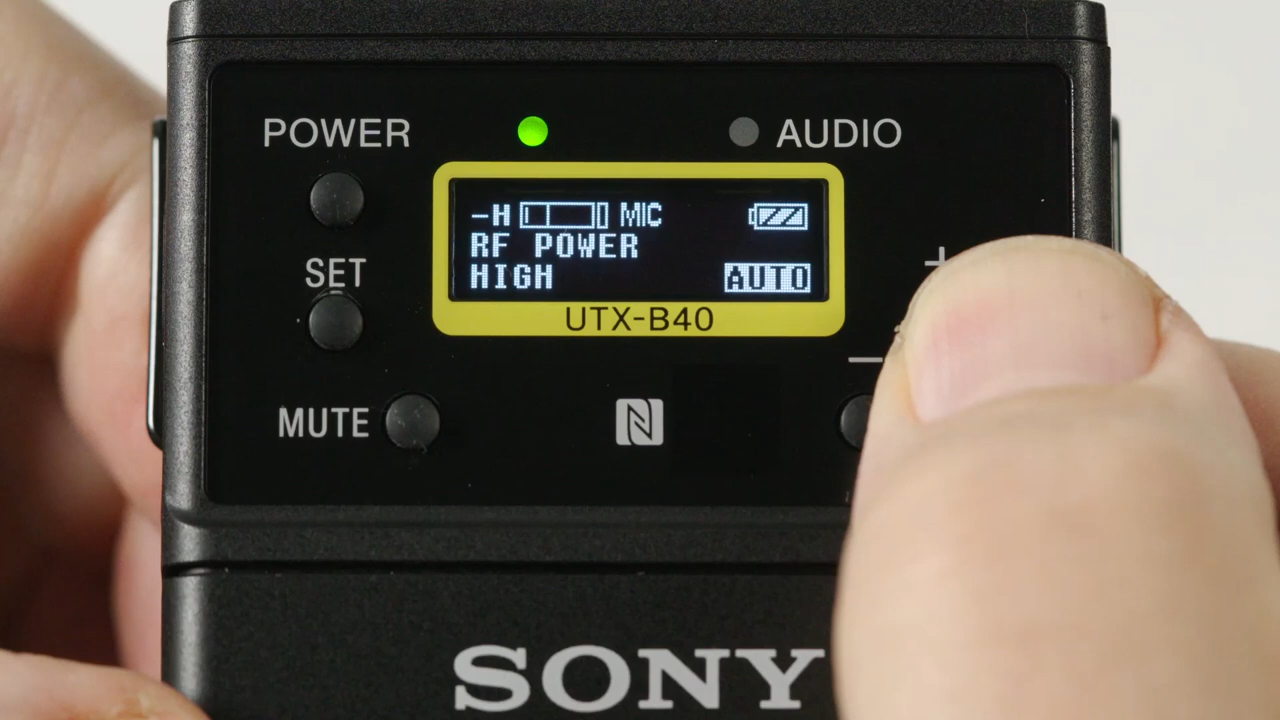 POWER
AUDIO
–H MIC
RF POWER
HIGH AUTO
UTX-B40
SET
+
–
MUTE
N
SONY